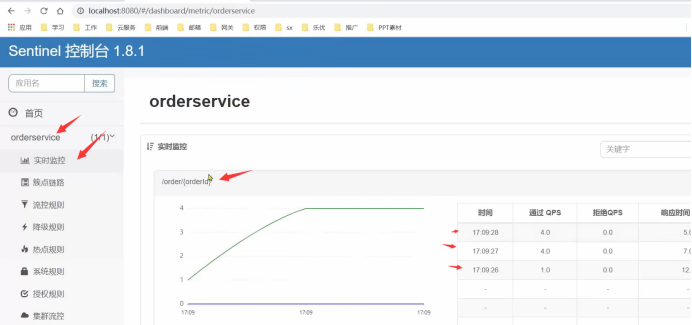 localhost:8080/#/dashboard/metric/orderservice
应用 学习 工作 云服务 前端 邮箱 网关 权限 sx 乐优 推广 PPT素材
Sentinel 控制台 1.8.1
应用名 搜索
首页
orderservice (1/1)
实时监控
簇点链路
流控规则
降级规则
热点规则
系统规则
授权规则
集群流控
orderservice
实时监控
关键字
/order/{orderId}
4
3
2
1
0
17:09 17:09 17:09
时间 通过 QPS 拒绝QPS 响应时间
17:09:28 4.0 0.0 5.0
17:09:27 4.0 0.0 7.0
17:09:26 1.0 0.0 12.
- - - -
- - - -